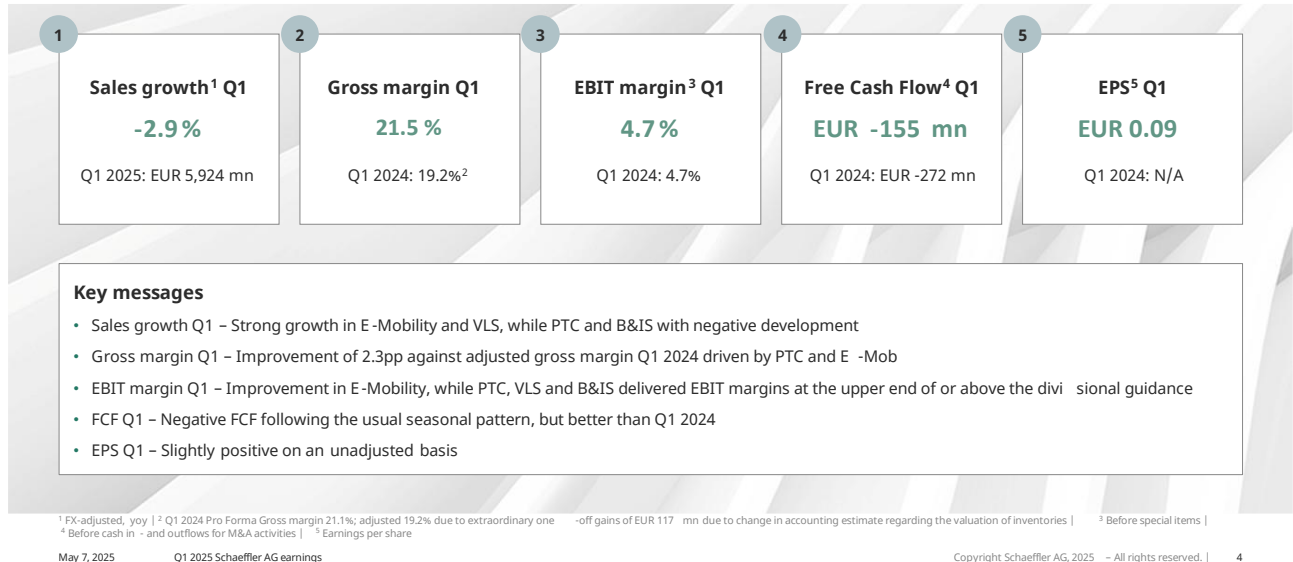 1
Sales growth¹ Q1
-2.9 %
Q1 2025: EUR 5,924 mn
2
Gross margin Q1
21.5 %
Q1 2024: 19.2%²
3
EBIT margin³ Q1
4.7 %
Q1 2024: 4.7%
4
Free Cash Flow⁴ Q1
EUR -155 mn
Q1 2024: EUR -272 mn
5
EPS⁵ Q1
EUR 0.09
Q1 2024: N/A
Key messages
• Sales growth Q1 – Strong growth in E-Mobility and VLS, while PTC and B&IS with negative development
• Gross margin Q1 – Improvement of 2.3pp against adjusted gross margin Q1 2024 driven by PTC and E -Mob
• EBIT margin Q1 – Improvement in E-Mobility, while PTC, VLS and B&IS delivered EBIT margins at the upper end of or above the divi sional guidance
• FCF Q1 – Negative FCF following the usual seasonal pattern, but better than Q1 2024
• EPS Q1 – Slightly positive on an unadjusted basis
¹ FX-adjusted, yoy | ² Q1 2024 Pro Forma Gross margin 21.1%; adjusted 19.2% due to extraordinary one -off gains of EUR 117 mn due to change in accounting estimate regarding the valuation of inventories | ³ Before special items |
⁴ Before cash in - and outflows for M&A activities | ⁵ Earnings per share
May 7, 2025 Q1 2025 Schaeffler AG earnings Copyright Schaeffler AG, 2025 – All rights reserved. | 4